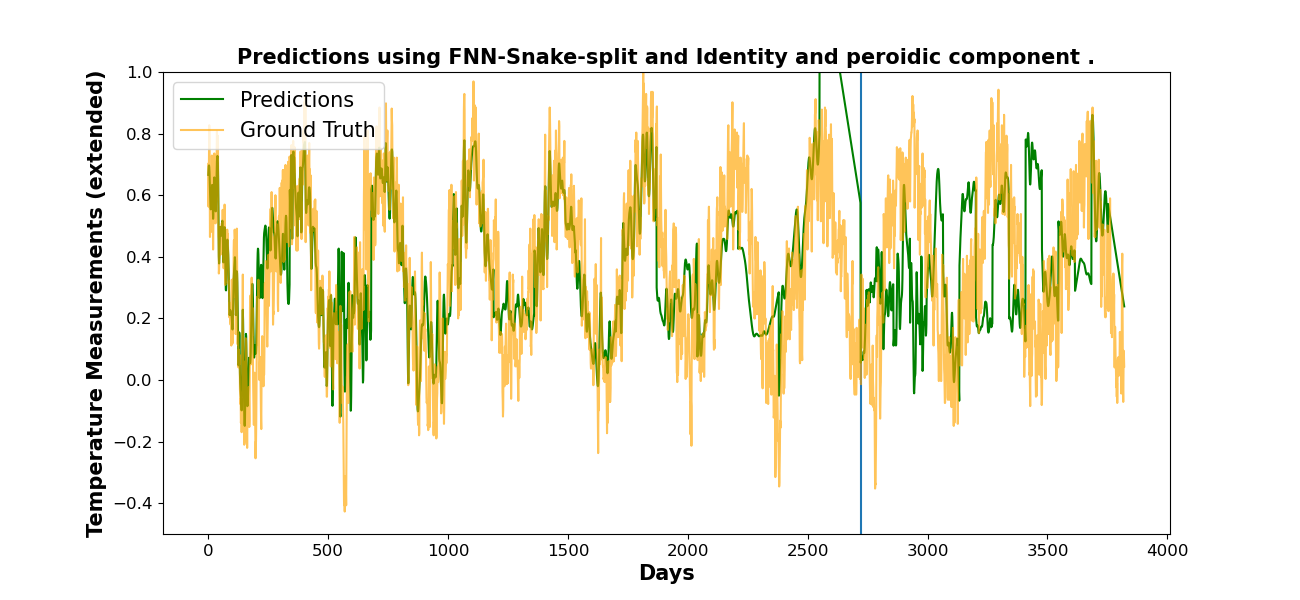 Predictions using FNN-Snake-split and Identity and peroidic component .
Temperature Measurements (extended)
1.0
0.8
0.6
0.4
0.2
0.0
−0.2
−0.4
Predictions
Ground Truth
0 500 1000 1500 2000 2500 3000 3500 4000
Days